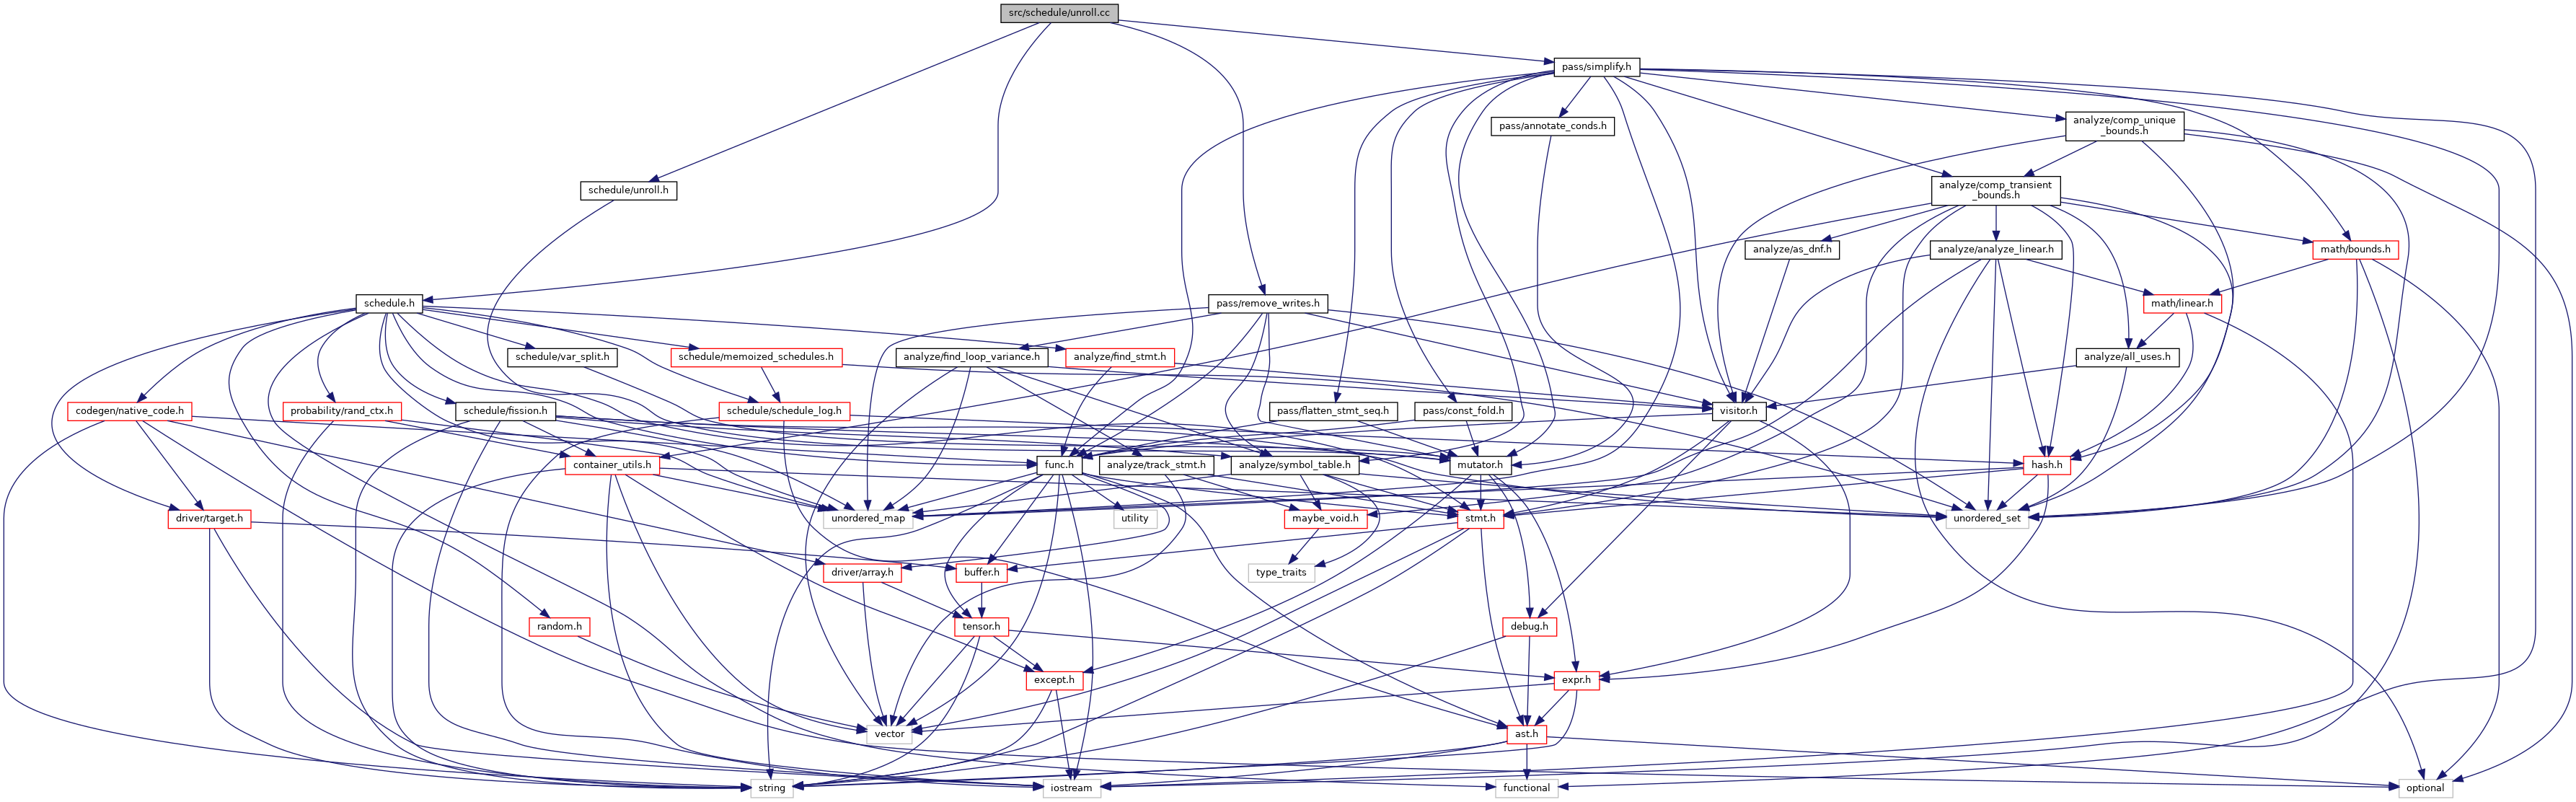 src/schedule/unroll.cc
pass/simplify.h
pass/annotate_conds.h
analyze/comp_unique
_bounds.h
schedule/unroll.h
analyze/comp_transient
_bounds.h
analyze/as_dnf.h
analyze/analyze_linear.h
math/bounds.h
schedule.h
pass/remove_writes.h
math/linear.h
schedule/var_split.h
schedule/memoized_schedules.h
analyze/find_loop_variance.h
analyze/find_stmt.h
analyze/all_uses.h
codegen/native_code.h
probability/rand_ctx.h
schedule/fission.h
schedule/schedule_log.h
pass/flatten_stmt_seq.h
pass/const_fold.h
visitor.h
container_utils.h
func.h
analyze/track_stmt.h
analyze/symbol_table.h
mutator.h
hash.h
driver/target.h
unordered_map
utility
maybe_void.h
stmt.h
unordered_set
driver/array.h
buffer.h
type_traits
random.h
tensor.h
debug.h
except.h
expr.h
vector
ast.h
string
iostream
functional
optional